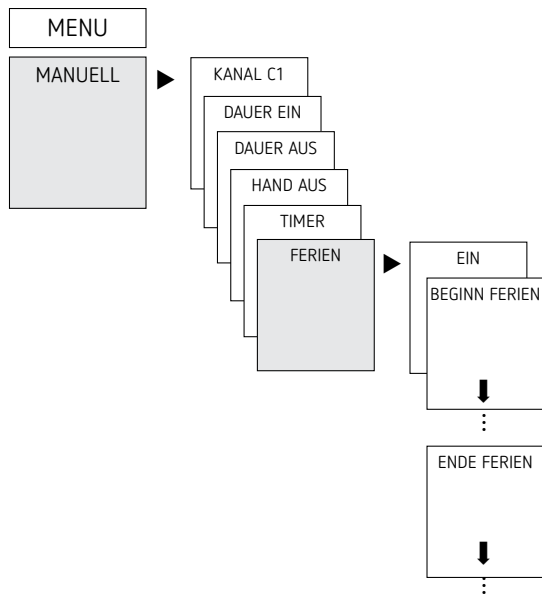 MENU
MANUELL
KANAL C1
DAUER EIN
DAUER AUS
HAND AUS
TIMER
FERIEN
EIN
BEGINN FERIEN
ENDE FERIEN